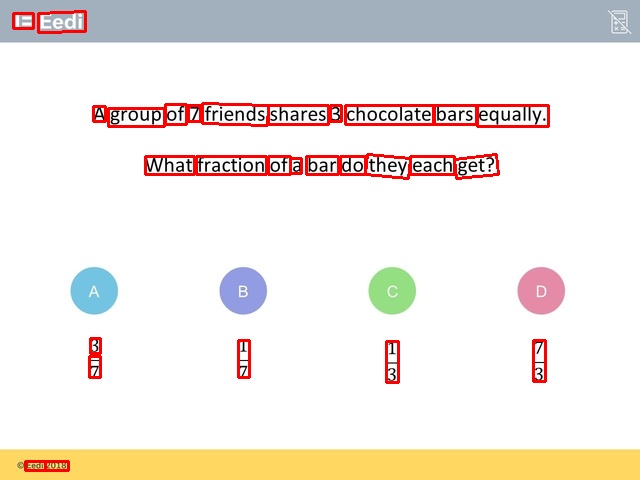 Eedi
A group of 7 friends shares 3 chocolate bars equally.
What fraction of a bar do they each get?
A B C D
3/7 1/7 1/3 7/3
© Eedi 2018